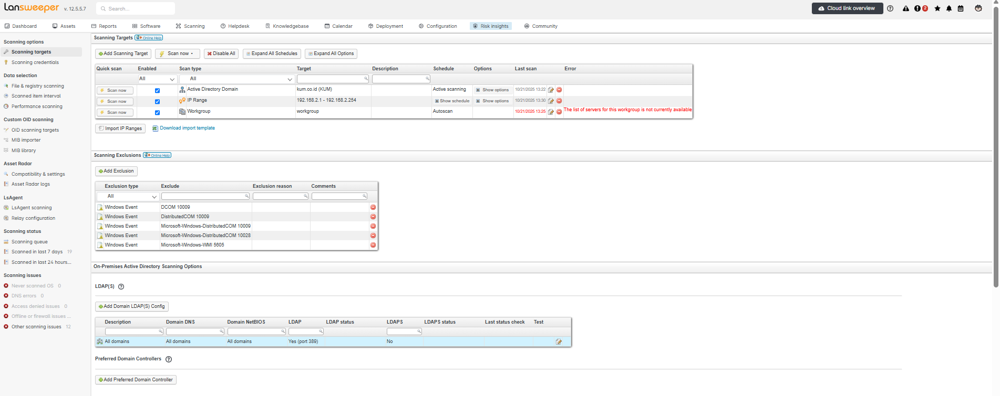 Lansweeper v. 12.5.5.7 Search... Cloud link overview 2
Dashboard Assets Reports Software Scanning Helpdesk Knowledgebase Calendar Deployment Configuration Risk insights Community
Scanning options
Scanning targets
Scanning credentials
Data selection
File & registry scanning
Scanned item interval
Performance scanning
Custom OID scanning
OID scanning targets
MIB importer
MIB library
Asset Radar
Compatibility & settings
Asset Radar logs
LsAgent
LsAgent scanning
Relay configuration
Scanning status
Scanning queue
Scanned in last 7 days 19
Scanned in last 24 hours...
Scanning issues
Never scanned OS 0
DNS errors 0
Access denied issues 0
Offline or firewall issues ...
Other scanning issues 12
Scanning Targets Online Help
Add Scanning Target Scan now Disable All Expand All Schedules Expand All Options
Quick scan Enabled Scan type Target Description Schedule Options Last scan Error
All All
Scan now Active Directory Domain kum.co.id (KUM) Active scanning Show options 10/21/2025 13:22
Scan now IP Range 192.168.2.1 - 192.168.2.254 Show schedule Show options 10/21/2025 13:30
Scan now Workgroup workgroup Autoscan 10/21/2025 13:25 The list of servers for this workgroup is not currently available
Import IP Ranges Download import template
Scanning Exclusions Online Help
Add Exclusion
Exclusion type Exclude Exclusion reason Comments
All
Windows Event DCOM 10009
Windows Event DistributedCOM 10009
Windows Event Microsoft-Windows-DistributedCOM 10009
Windows Event Microsoft-Windows-DistributedCOM 10028
Windows Event Microsoft-Windows-WMI 5605
On-Premises Active Directory Scanning Options
LDAP(S) ?
Add Domain LDAP(S) Config
Description Domain DNS Domain NetBIOS LDAP LDAP status LDAPS LDAPS status Last status check Test
All domains All domains All domains Yes (port 389) No
Preferred Domain Controllers ?
Add Preferred Domain Controller